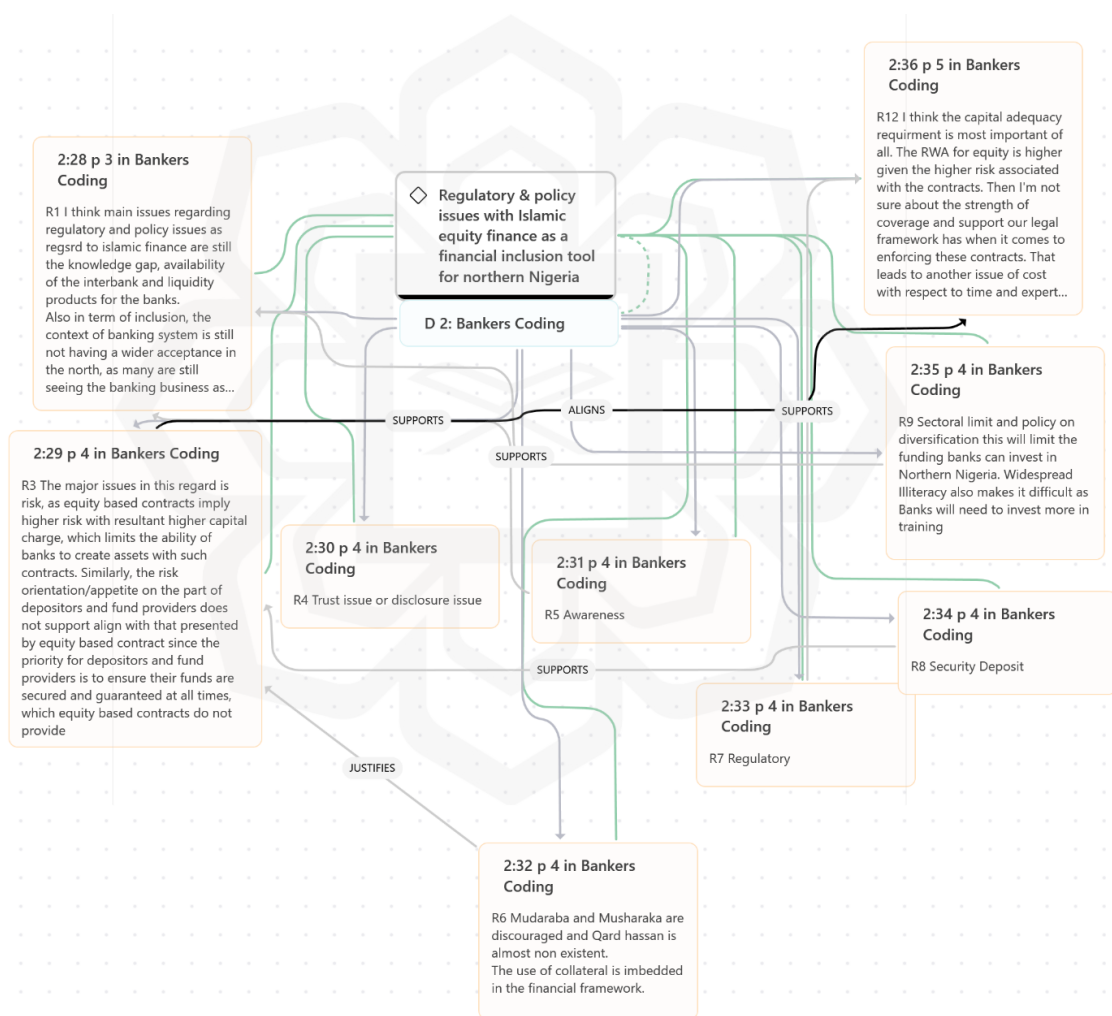 2:36 p 5 in Bankers
Coding
R12 I think the capital adequacy
requirment is most important of
all. The RWA for equity is higher
given the higher risk associated
with the contracts. Then I'm not
sure about the strength of
coverage and support our legal
framework has when it comes to
enforcing these contracts. That
leads to another issue of cost
with respect to time and expert...
2:28 p 3 in Bankers
Coding
R1 I think main issues regarding
regulatory and policy issues as
regsrd to islamic finance are still
the knowledge gap, availability
of the interbank and liquidity
products for the banks.
Also in term of inclusion, the
context of banking system is still
not having a wider acceptance in
the north, as many are still
seeing the banking business as...
Regulatory & policy
issues with Islamic
equity finance as a
financial inclusion tool
for northern Nigeria
D 2: Bankers Coding
2:35 p 4 in Bankers
Coding
R9 Sectoral limit and policy on
diversification this will limit the
funding banks can invest in
Northern Nigeria. Widespread
Illiteracy also makes it difficult as
Banks will need to invest more in
training
SUPPORTS
ALIGNS
SUPPORTS
SUPPORTS
2:29 p 4 in Bankers Coding
R3 The major issues in this regard is
risk, as equity based contracts imply
higher risk with resultant higher capital
charge, which limits the ability of
banks to create assets with such
contracts. Similarly, the risk
orientation/appetite on the part of
depositors and fund providers does
not support align with that presented
by equity based contract since the
priority for depositors and fund
providers is to ensure their funds are
secured and guaranteed at all times,
which equity based contracts do not
provide
2:30 p 4 in Bankers
Coding
R4 Trust issue or disclosure issue
2:31 p 4 in Bankers
Coding
R5 Awareness
2:34 p 4 in Bankers
Coding
R8 Security Deposit
SUPPORTS
2:33 p 4 in Bankers
Coding
R7 Regulatory
JUSTIFIES
2:32 p 4 in Bankers
Coding
R6 Mudaraba and Musharaka are
discouraged and Qard hassan is
almost non existent.
The use of collateral is imbedded
in the financial framework.